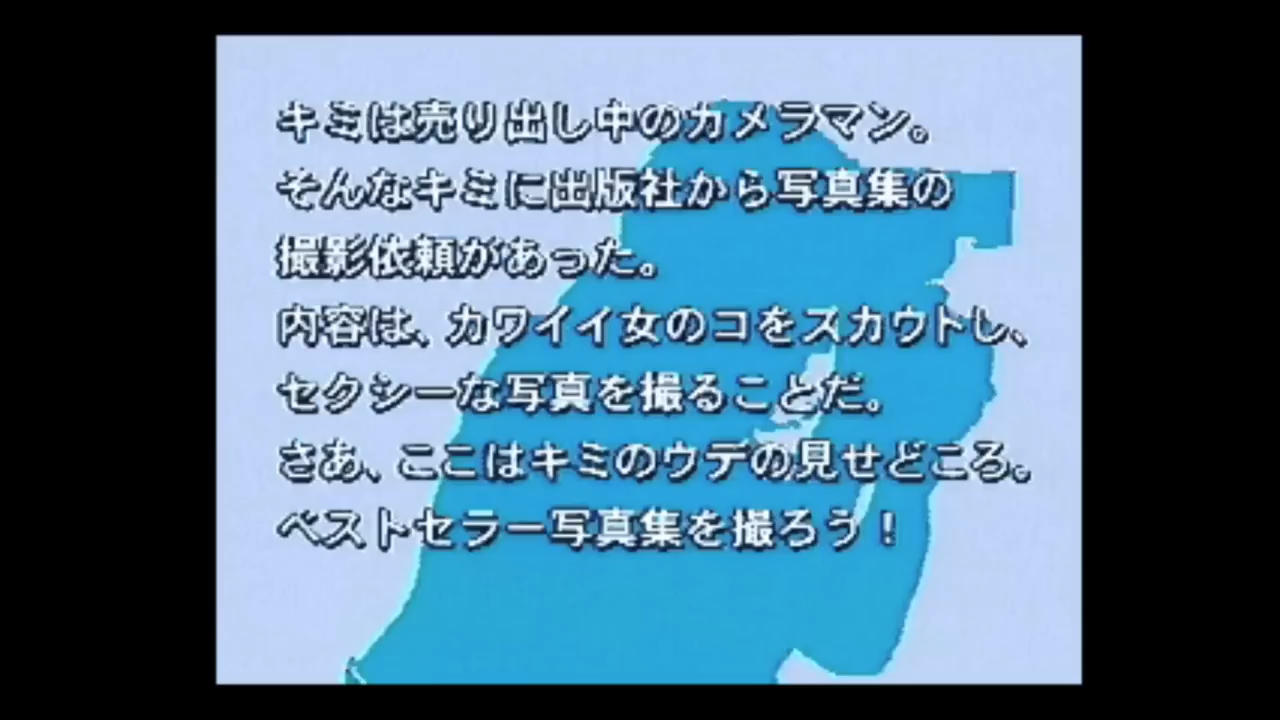 キミは売り出し中のカメラマン。
そんなキミに出版社から写真集の
撮影依頼があった。
内容は、カワイイ女のコをスカウトし、
セクシーな写真を撮ることだ。
さあ、ここはキミのウデの見せどころ。
ベストセラー写真集を撮ろう！